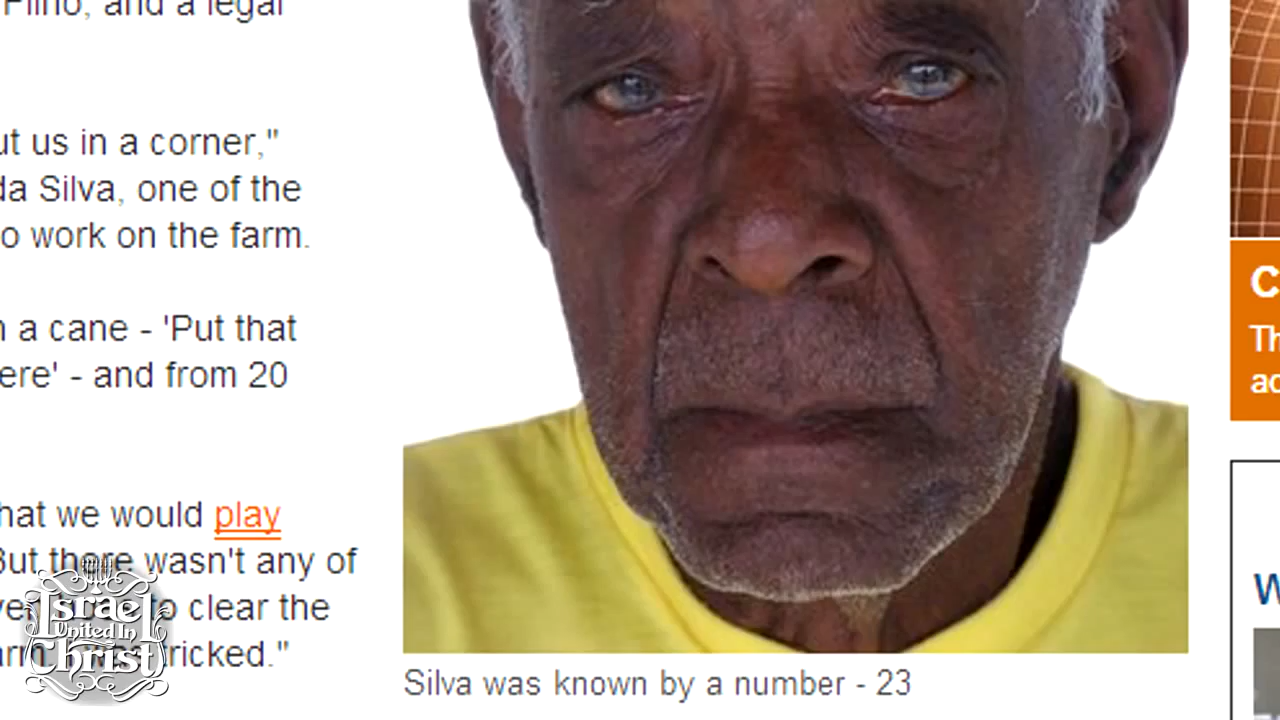 Filho, and a legal
ut us in a corner,"
da Silva, one of the
o work on the farm.
n a cane - 'Put that
ere' - and from 20
hat we would play
But there wasn't any of
to clear the
tricked."
Silva was known by a number - 23
C
Th
ac
W
Israel
United In
Christ